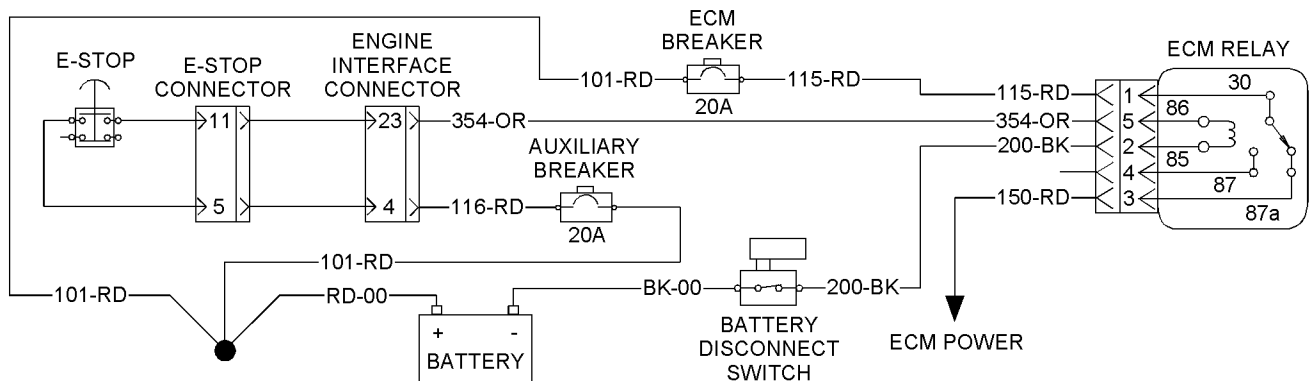 ECM
BREAKER
ECM RELAY
ENGINE
INTERFACE
CONNECTOR
E-STOP
E-STOP
CONNECTOR
101-RD
115-RD
20A
115-RD
1
30
11
23
354-OR
354-OR
5
86
AUXILIARY
BREAKER
200-BK
2
85
4
87
5
4
116-RD
20A
150-RD
3
87a
101-RD
101-RD
RD-00
BK-00
200-BK
+
-
BATTERY
BATTERY
DISCONNECT
SWITCH
ECM POWER